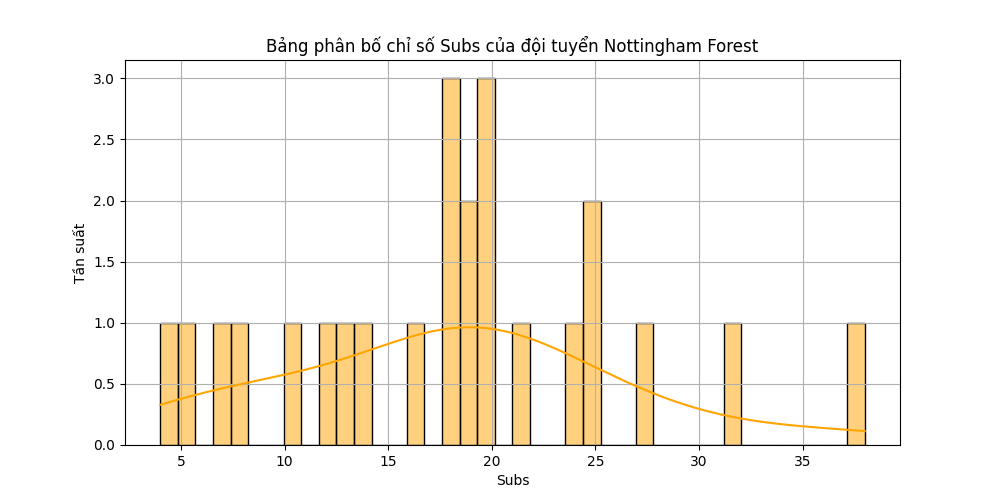 Bảng phân bố chỉ số Subs của đội tuyển Nottingham Forest
Tần suất
3.0
2.5
2.0
1.5
1.0
0.5
0.0
5 10 15 20 25 30 35
Subs